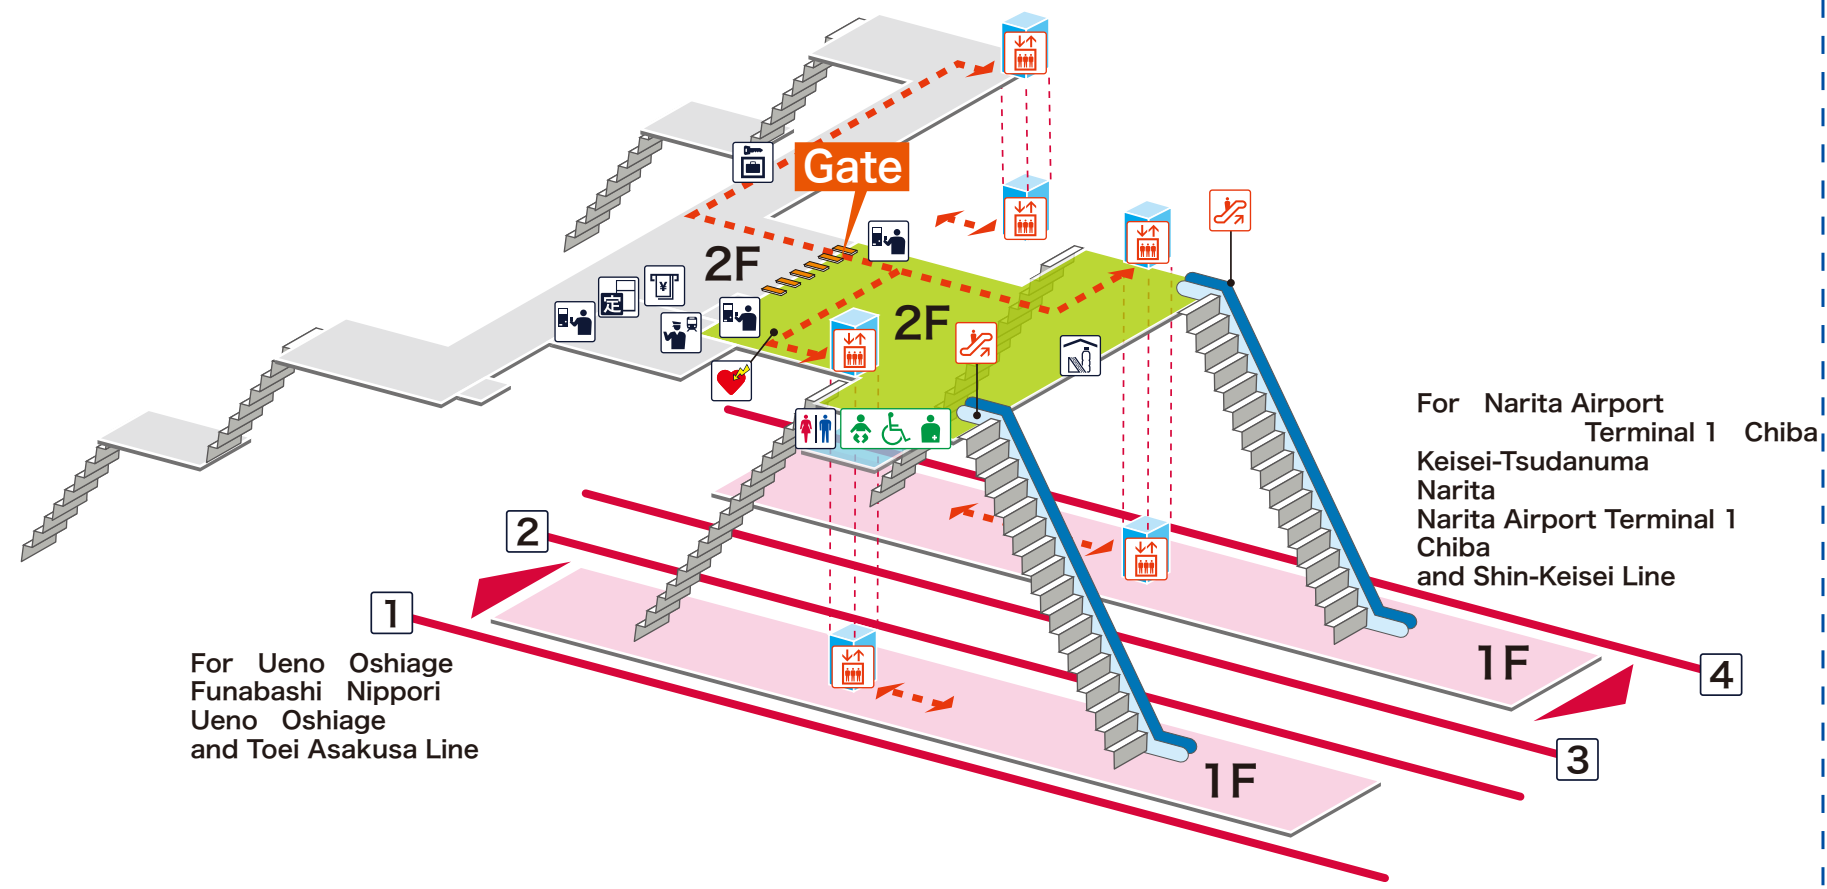 Gate
2F
¥
定
2F
For Narita Airport
Terminal 1 Chiba
Keisei-Tsudanuma
Narita
Narita Airport Terminal 1
Chiba
and Shin-Keisei Line
2
1
For Ueno Oshiage
Funabashi Nippori
Ueno Oshiage
and Toei Asakusa Line
1F
4
3
1F